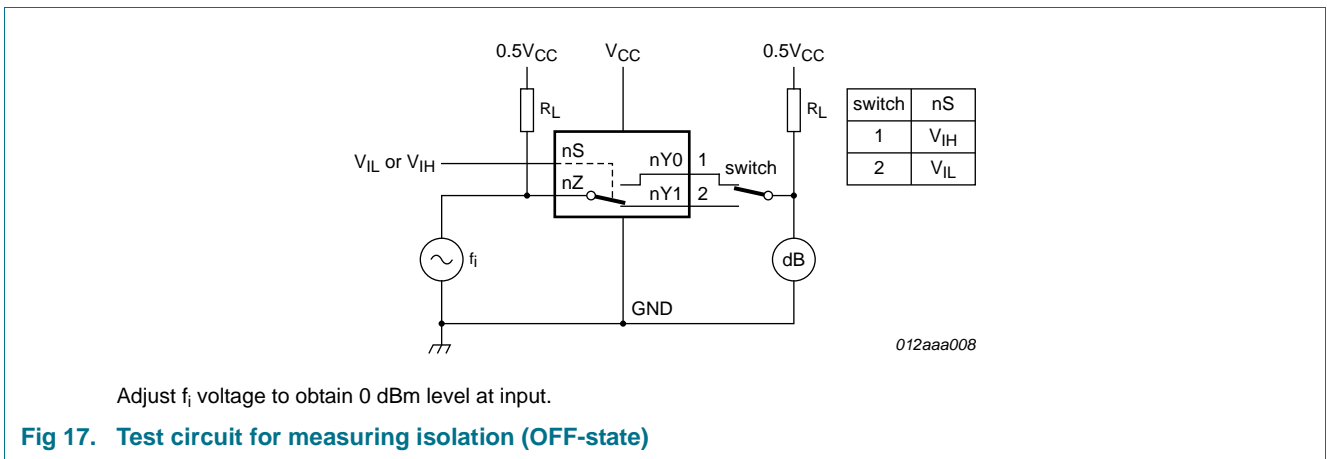 0.5VCC VCC 0.5VCC
RL RL
switch nS
1 VIH
2 VIL
VIL or VIH
nS nY0 1 switch
nZ nY1 2
fi dB
GND
012aaa008
Adjust fi voltage to obtain 0 dBm level at input.
Fig 17. Test circuit for measuring isolation (OFF-state)